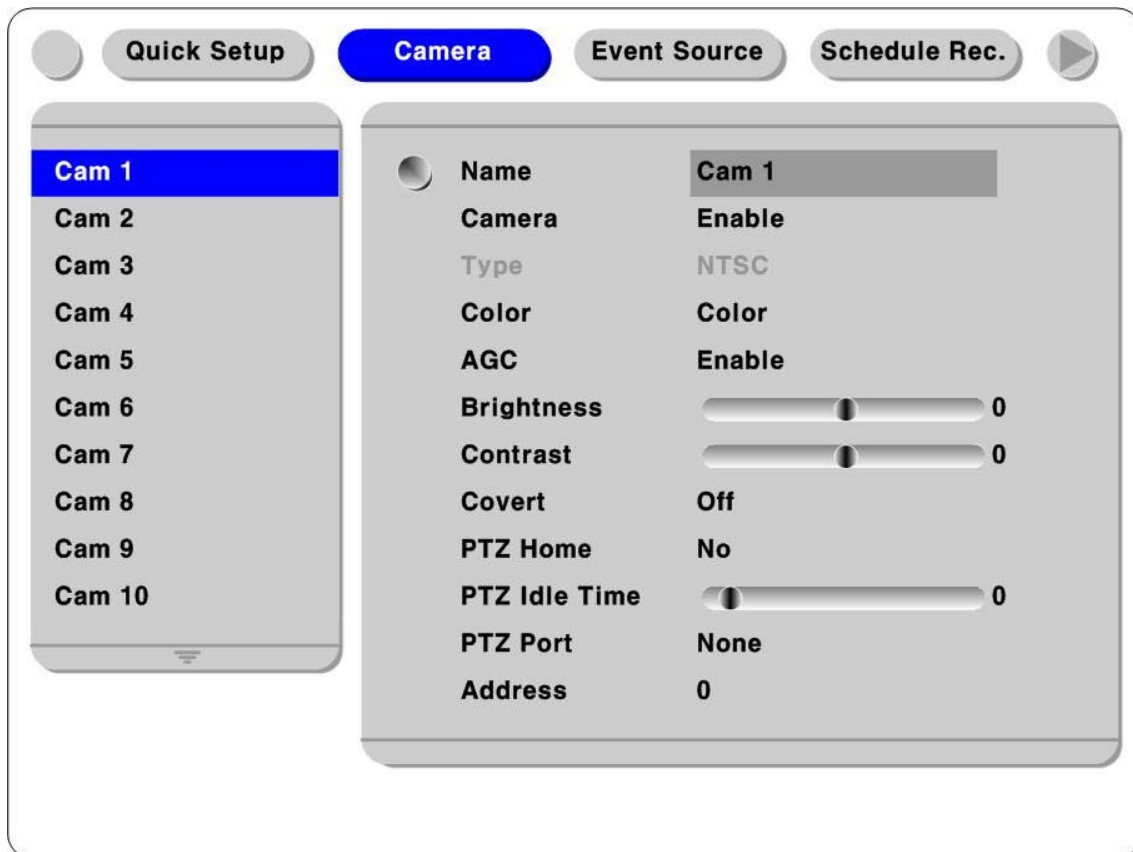 Quick Setup Camera Event Source Schedule Rec.
Cam 1
Cam 2
Cam 3
Cam 4
Cam 5
Cam 6
Cam 7
Cam 8
Cam 9
Cam 10
Name Cam 1
Camera Enable
Type NTSC
Color Color
AGC Enable
Brightness 0
Contrast 0
Covert Off
PTZ Home No
PTZ Idle Time 0
PTZ Port None
Address 0